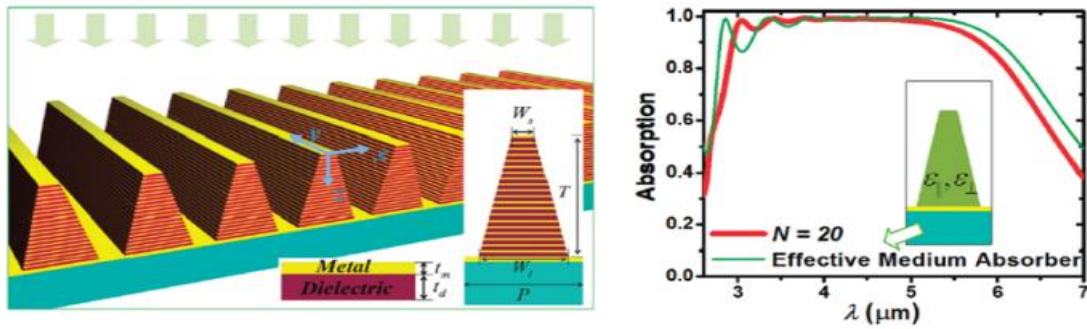 y
x
z
W_s
T
W_l
P
Metal
Dielectric
t_m
t_d
Absorption
1.0
0.8
0.6
0.4
0.2
0.0
ε_||, ε_⊥
N = 20
Effective Medium Absorber
3 4 5 6 7
λ (μm)